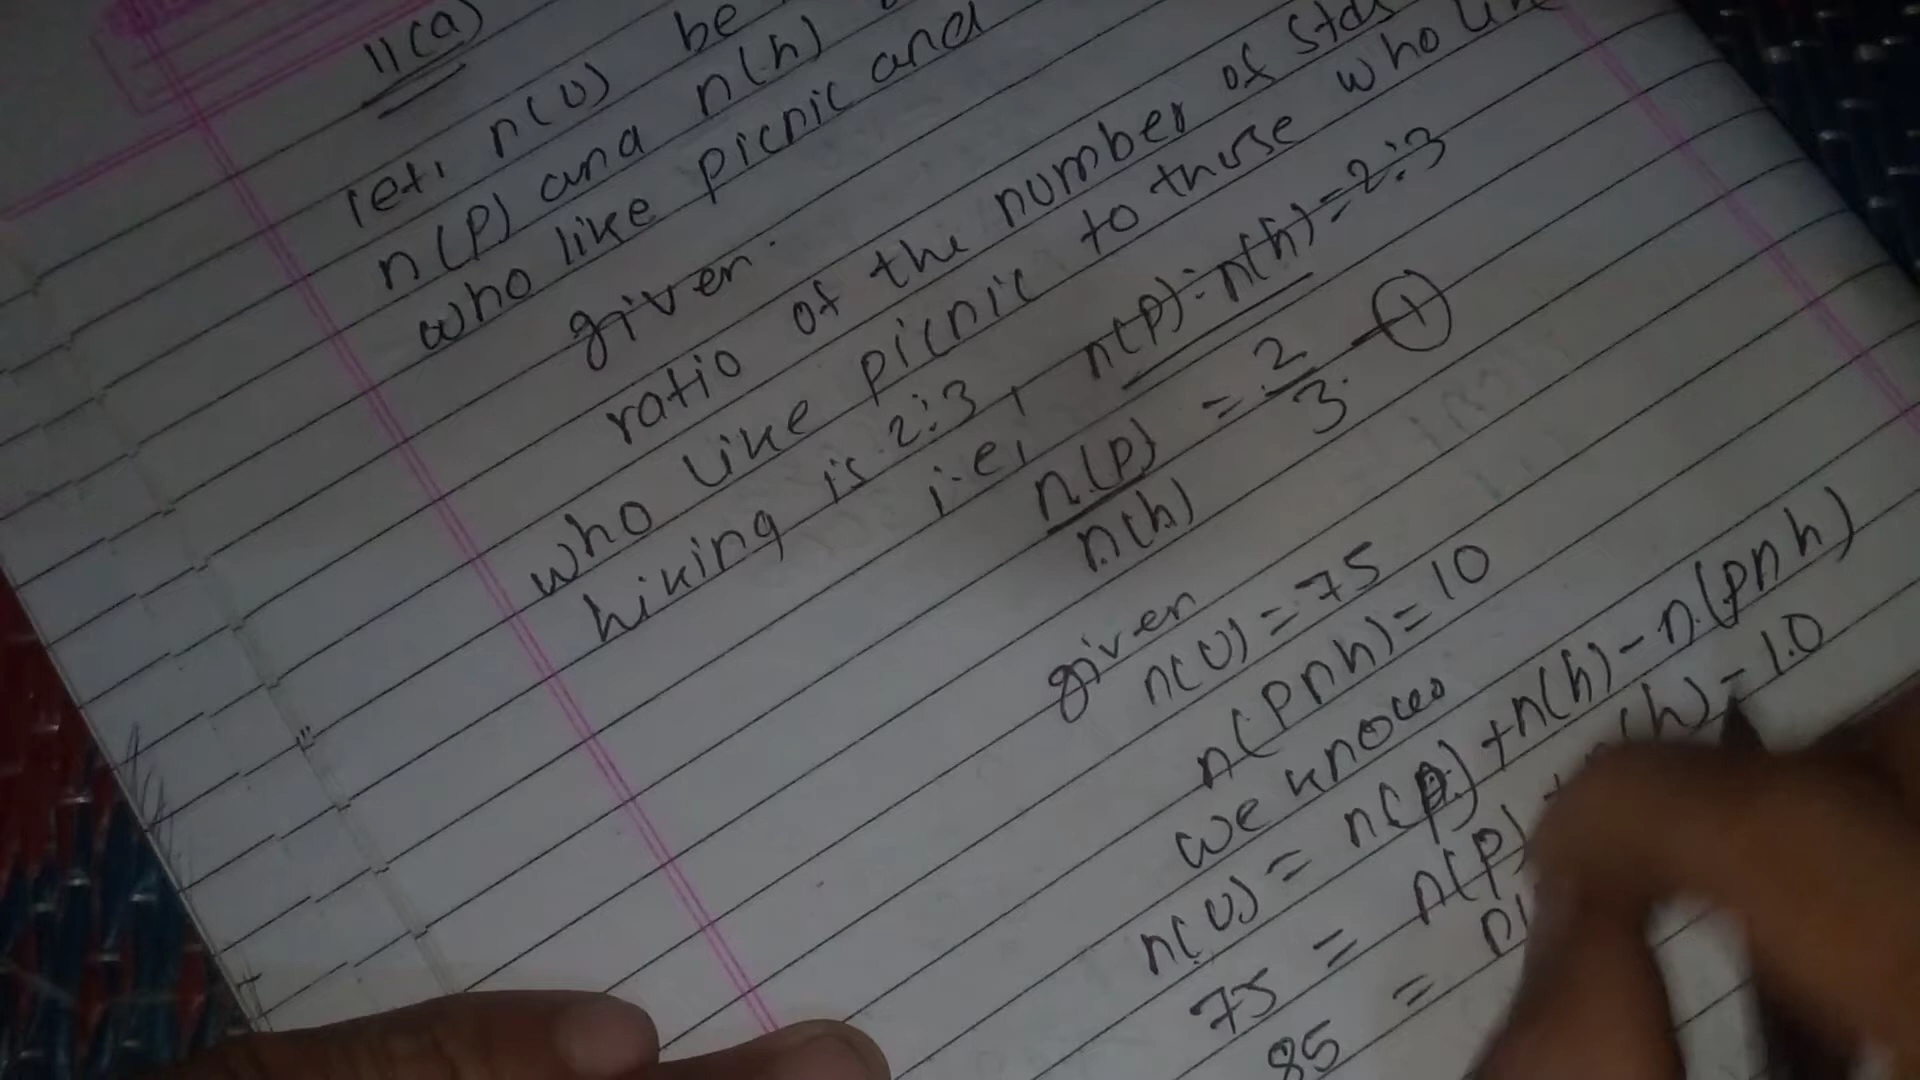 11(a)
let, n(U) be
n(P) and n(h)
who like picnic and
given
ratio of the number of stds
who like picnic to those who
hiking is 2:3, n(P):n(h)=2:3
i.e, n(P)/n(h) = 2/3 — 1
given
n(U)=75
n(P∩h)=10
we know
n(U) = n(P)+n(h)-n(P∩h)
75 = n(P)+n(h)-10
85 =